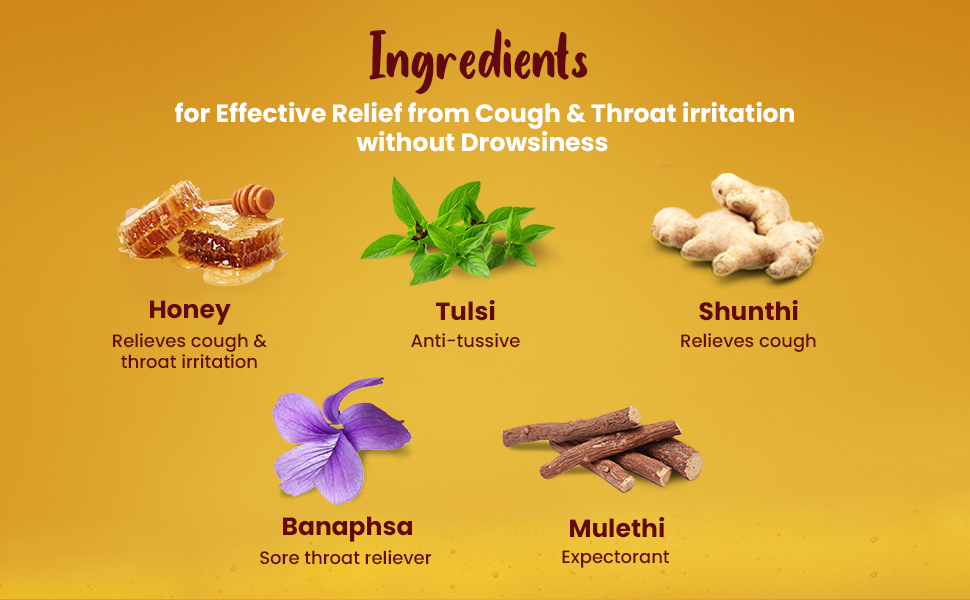 Ingredients
for Effective Relief from Cough & Throat irritation
without Drowsiness
Honey
Relieves cough &
throat irritation
Tulsi
Anti-tussive
Shunthi
Relieves cough
Banaphsa
Sore throat reliever
Mulethi
Expectorant